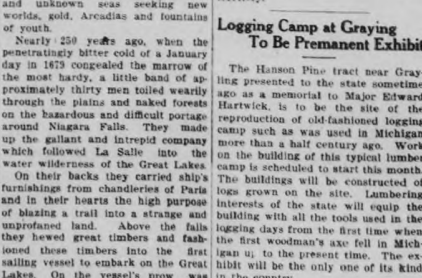 and unknown seas seeking new
worlds, gold, Arcadias and fountains
of youth.
Nearly 250 years ago, when the
penetratingly bitter cold of a January
day in 1679 congealed the marrow of
the most hardy, a little band of ap-
proximately thirty men toiled wearily
through the plains and naked forests
on the hazardous and difficult portage
around Niagara Falls. They made
up the gallant and intrepid company
which followed La Salle into the
water wilderness of the Great Lakes.
On their backs they carried ship's
furnishings from chandleries of Paris
and in their hearts the high purpose
of blazing a trail into a strange and
unprofaned land. Above the falls
they hewed great timbers and fash-
ioned these timbers into the first
sailing vessel to embark on the Great
Lakes. On the vessel's prow was
Logging Camp at Graying
To Be Premanent Exhibit
The Hanson Pine tract near Gray-
ling presented to the state sometime
ago as a memorial to Major Edward
Hartwick, is to be the site of the
reproduction of old-fashioned logging
camp such as was used in Michigan
more than a half century ago. Work
on the building of this typical lumber
camp is scheduled to start this month.
The buildings will be constructed of
logs grown on the site. Lumbering
interests of the state will equip the
building with all the tools used in the
logging days from the first time when
the first woodman's axe fell in Mich-
igan u, to the present time. The ex-
hibit will be the only one of its kind
in the country.